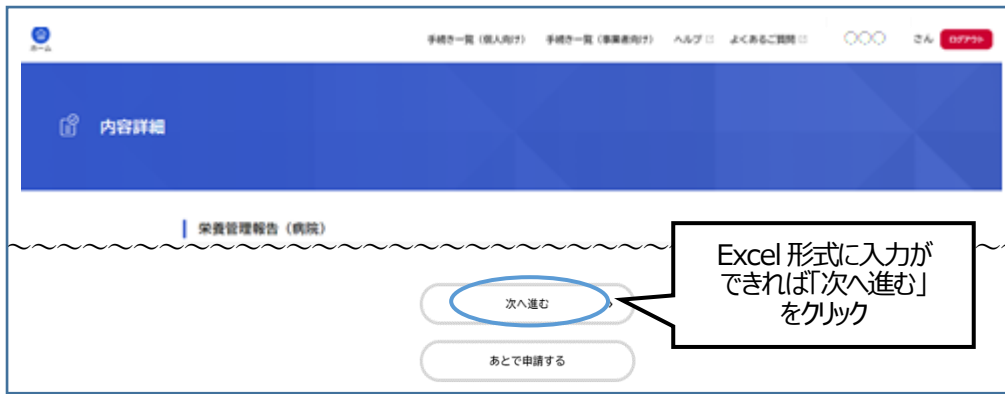 ホーム
手続き一覧（個人向け） 手続き一覧（事業者向け） ヘルプ よくあるご質問 〇〇〇 さん ログアウト
内容詳細
栄養管理報告（病院）
Excel 形式に入力が
できれば「次へ進む」
をクリック
次へ進む
あとで申請する